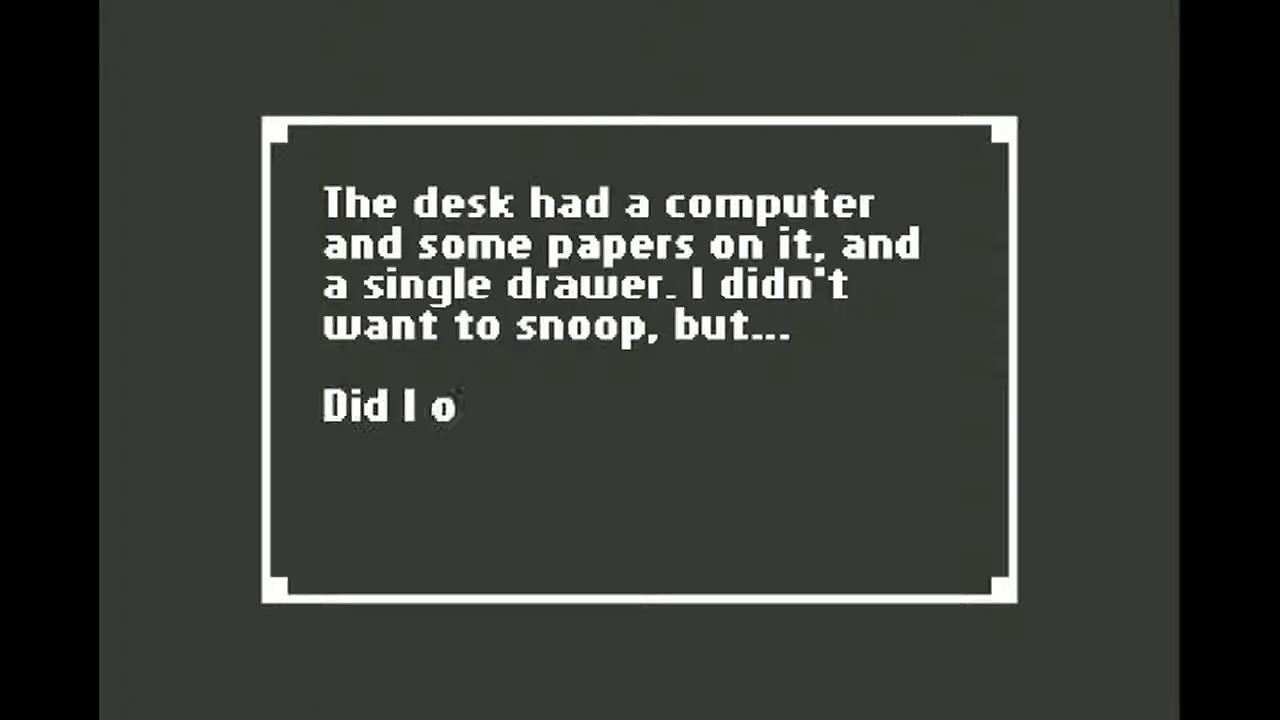 The desk had a computer
and some papers on it, and
a single drawer. I didn't
want to snoop, but...
Did I o